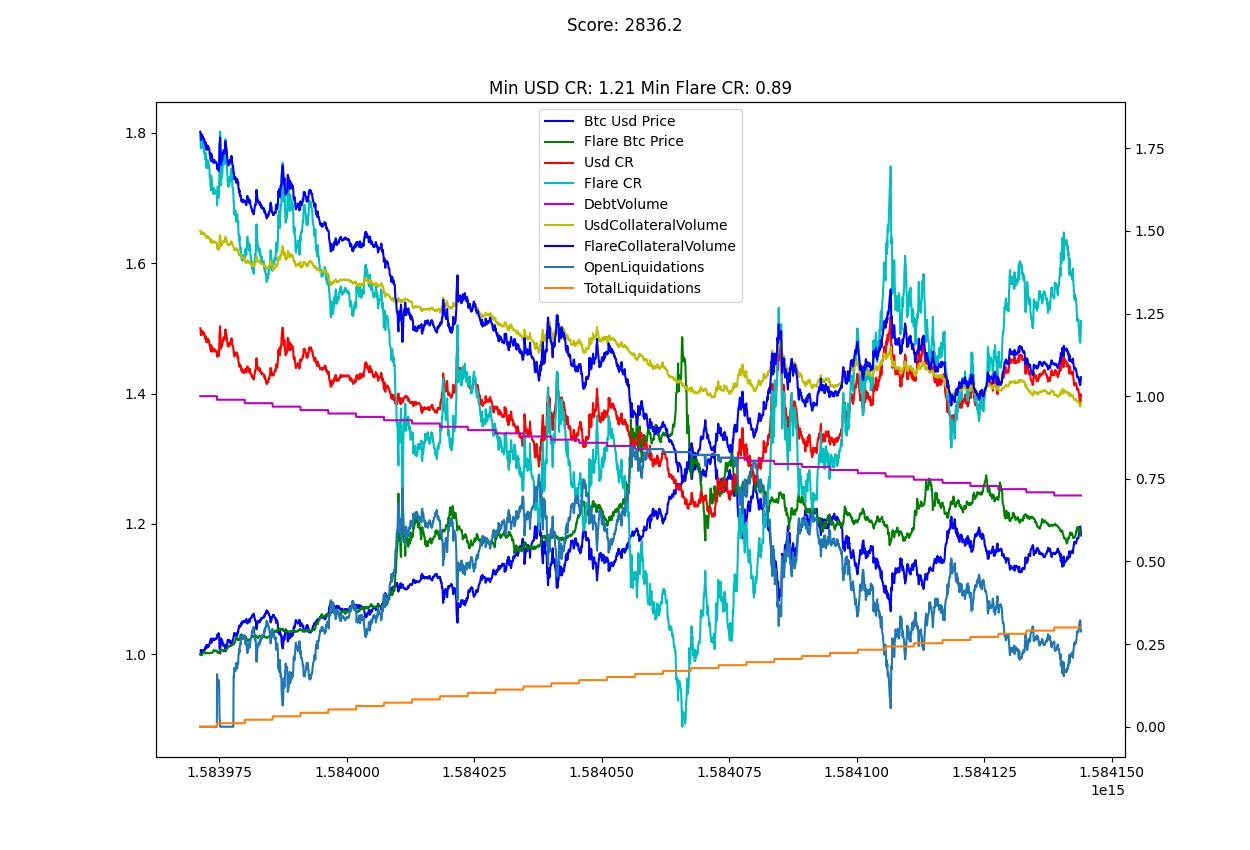 Score: 2836.2
Min USD CR: 1.21 Min Flare CR: 0.89
Btc Usd Price
Flare Btc Price
Usd CR
Flare CR
DebtVolume
UsdCollateralVolume
FlareCollateralVolume
OpenLiquidations
TotalLiquidations
1.8
1.6
1.4
1.2
1.0
1.75
1.50
1.25
1.00
0.75
0.50
0.25
0.00
1.583975
1.584000
1.584025
1.584050
1.584075
1.584100
1.584125
1.584150
1e15